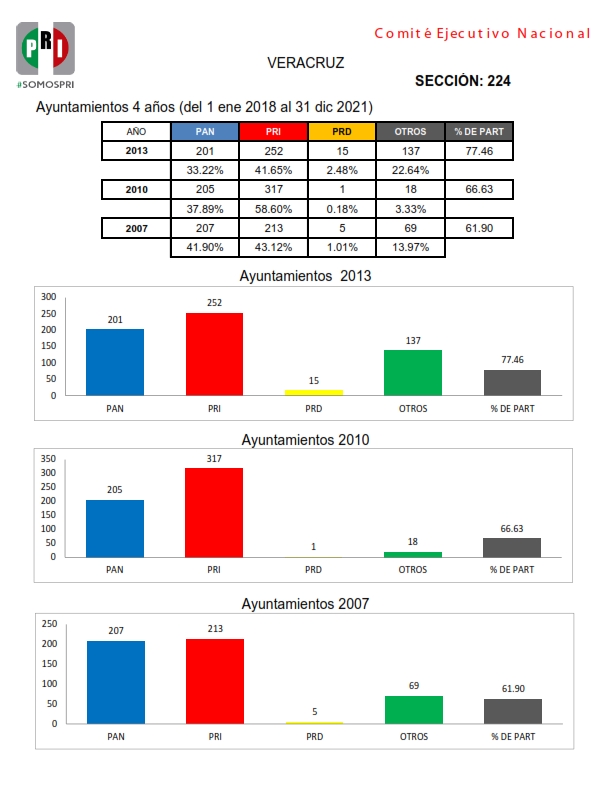 Comité Ejecutivo Nacional
PRI
#SOMOSPRI
VERACRUZ
SECCIÓN: 224
Ayuntamientos 4 años (del 1 ene 2018 al 31 dic 2021)
AÑO PAN PRI PRD OTROS % DE PART
2013 201 252 15 137 77.46
33.22% 41.65% 2.48% 22.64%
2010 205 317 1 18 66.63
37.89% 58.60% 0.18% 3.33%
2007 207 213 5 69 61.90
41.90% 43.12% 1.01% 13.97%
Ayuntamientos 2013
300
250
200
150
100
50
0
201 252 15 137 77.46
PAN PRI PRD OTROS % DE PART
Ayuntamientos 2010
350
300
250
200
150
100
50
0
205 317 1 18 66.63
PAN PRI PRD OTROS % DE PART
Ayuntamientos 2007
250
200
150
100
50
0
207 213 5 69 61.90
PAN PRI PRD OTROS % DE PART